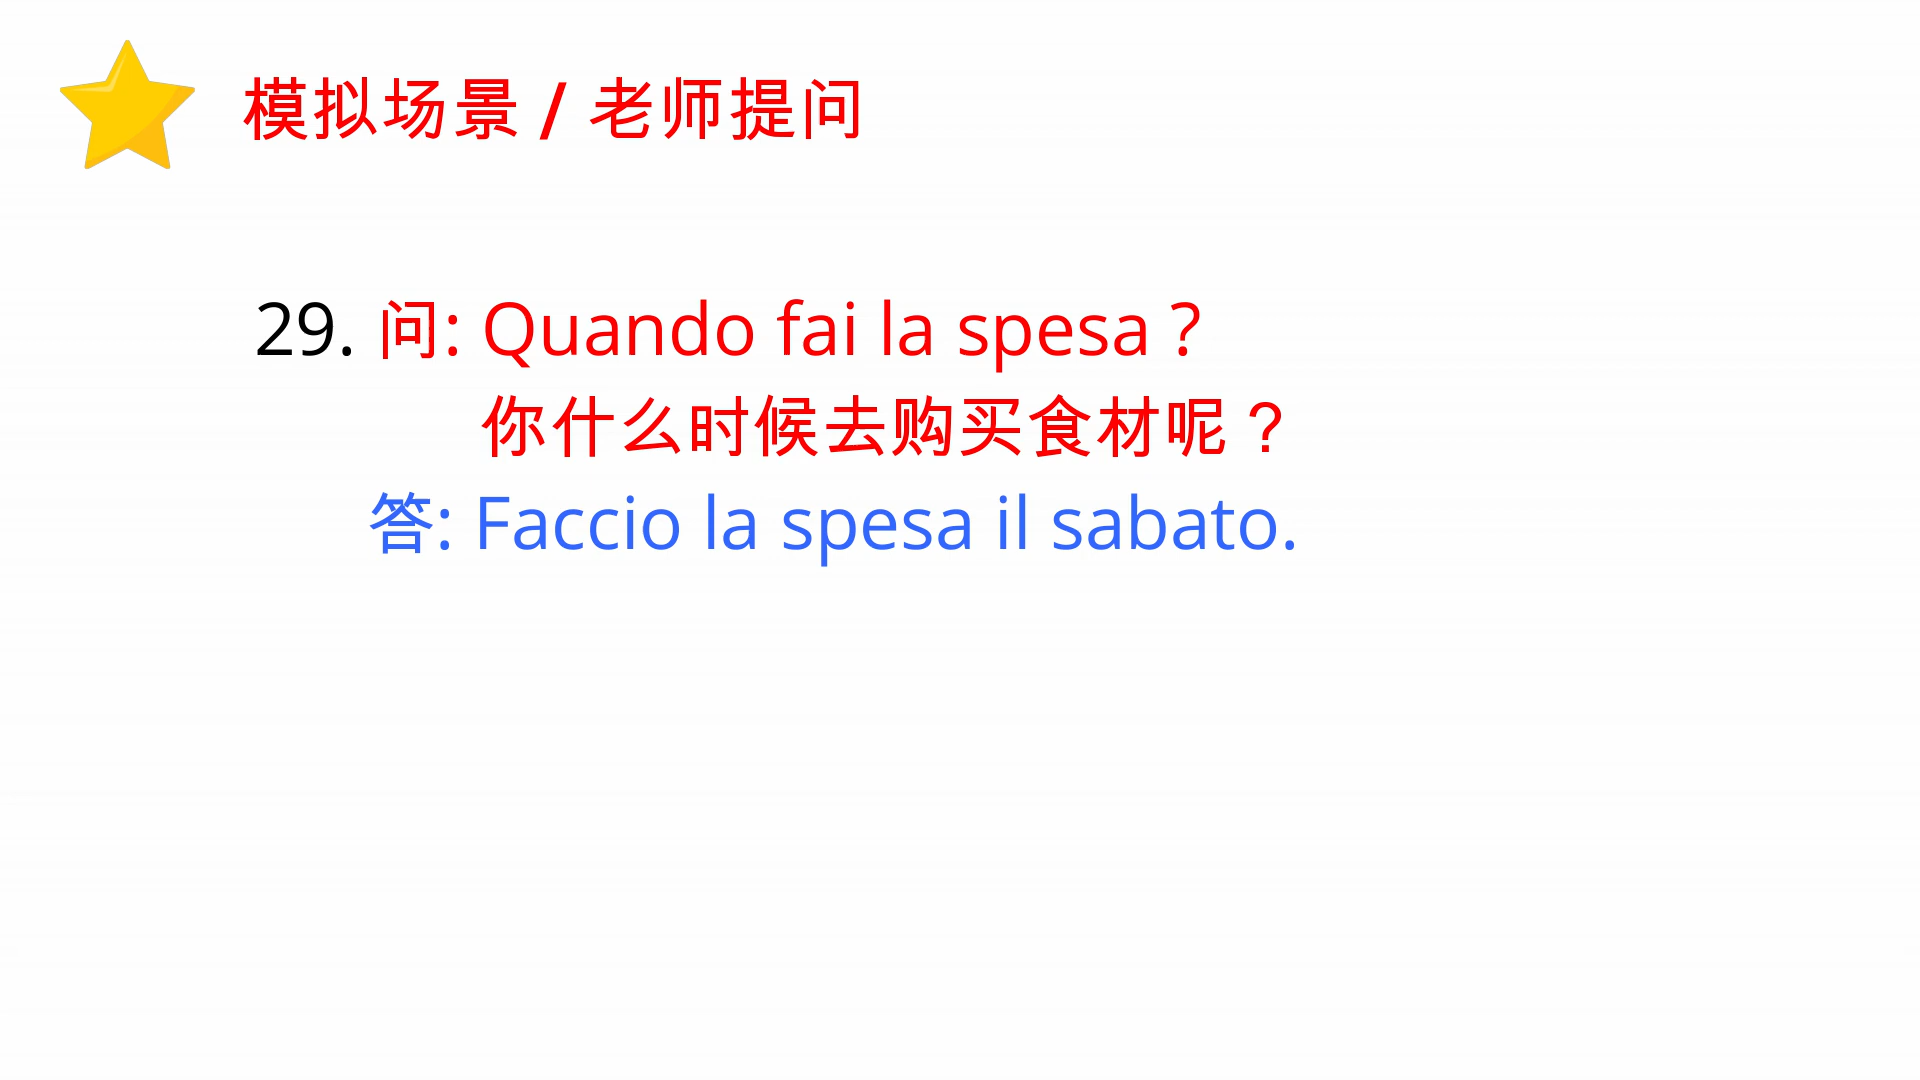 模拟场景 / 老师提问
29. 问: Quando fai la spesa ?
你什么时候去购买食材呢？
答: Faccio la spesa il sabato.